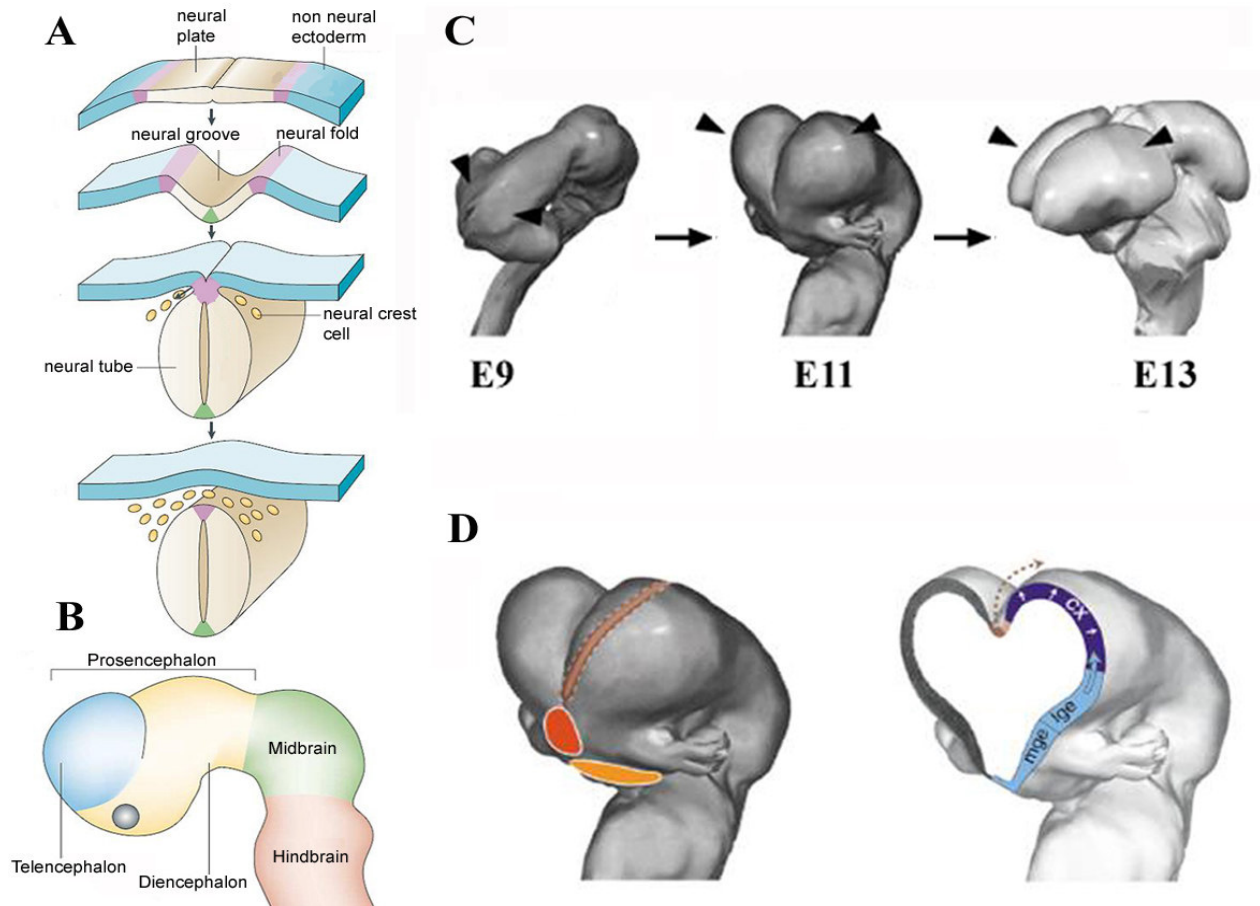 A
neural
plate
non neural
ectoderm
neural groove
neural fold
neural crest
cell
neural tube
B
Prosencephalon
Midbrain
Hindbrain
Telencephalon
Diencephalon
C
E9
E11
E13
D
CX
lge
mge